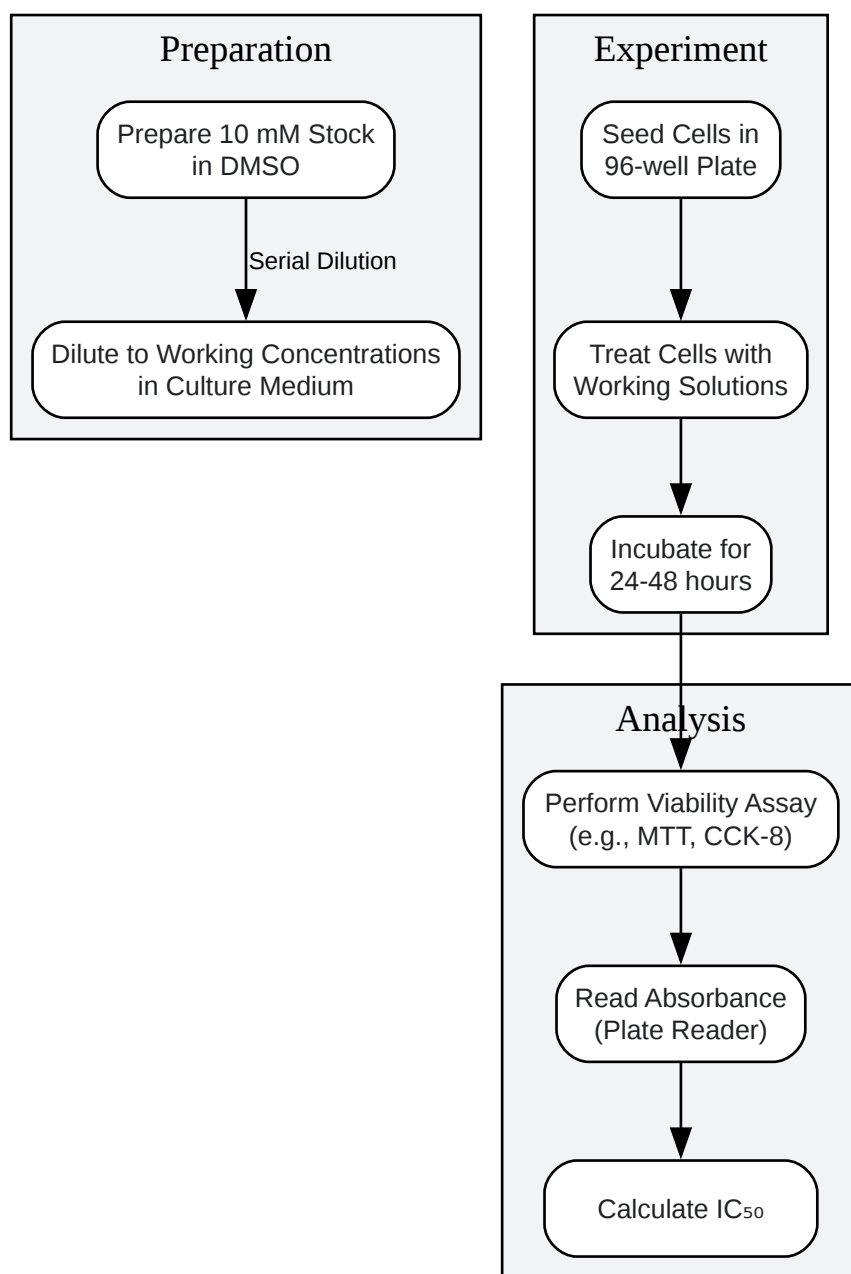 Preparation
Prepare 10 mM Stock
in DMSO
Serial Dilution
Dilute to Working Concentrations
in Culture Medium
Experiment
Seed Cells in
96-well Plate
Treat Cells with
Working Solutions
Incubate for
24-48 hours
Analysis
Perform Viability Assay
(e.g., MTT, CCK-8)
Read Absorbance
(Plate Reader)
Calculate IC₅₀